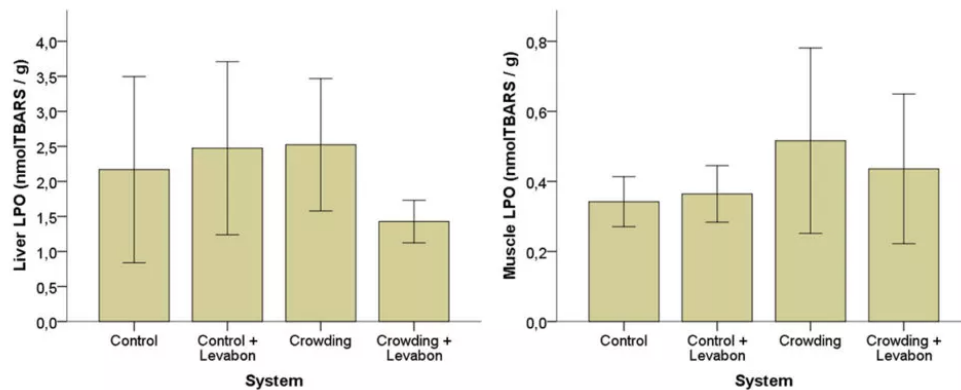 Liver LPO (nmolTBARS / g)
4,0
3,5
3,0
2,5
2,0
1,5
1,0
0,5
0,0
Control
Control +
Levabon
Crowding
Crowding +
Levabon
System
Muscle LPO (nmolTBARS / g)
0,8
0,6
0,4
0,2
0,0
Control
Control +
Levabon
Crowding
Crowding +
Levabon
System